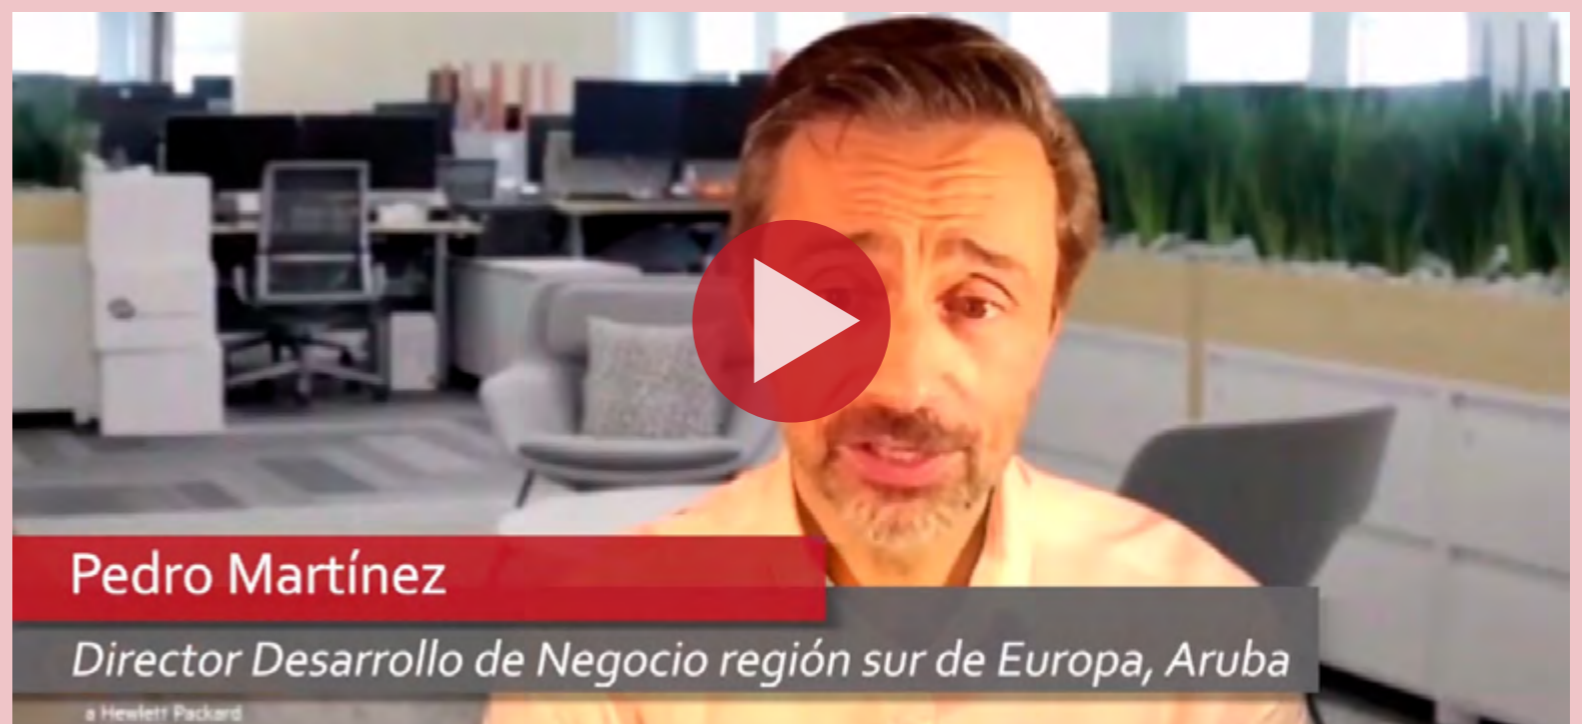 Pedro Martínez
Director Desarrollo de Negocio región sur de Europa, Aruba
a Hewlett Packard